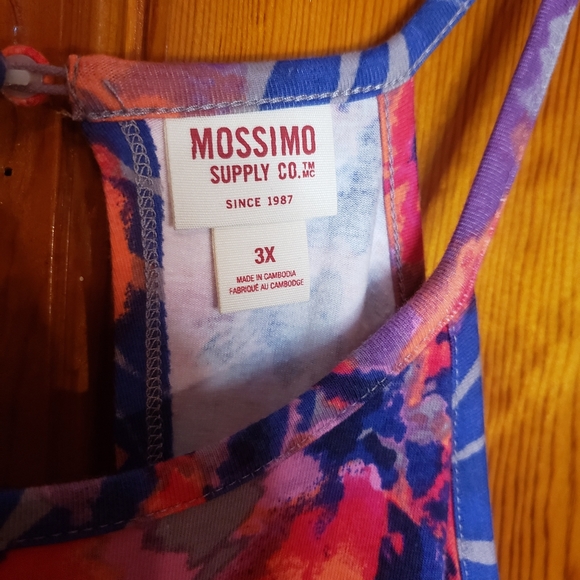 MOSSIMO
SUPPLY CO.™ MC
SINCE 1987
3X
MADE IN CAMBODIA
FABRIQUÉ AU CAMBODGE